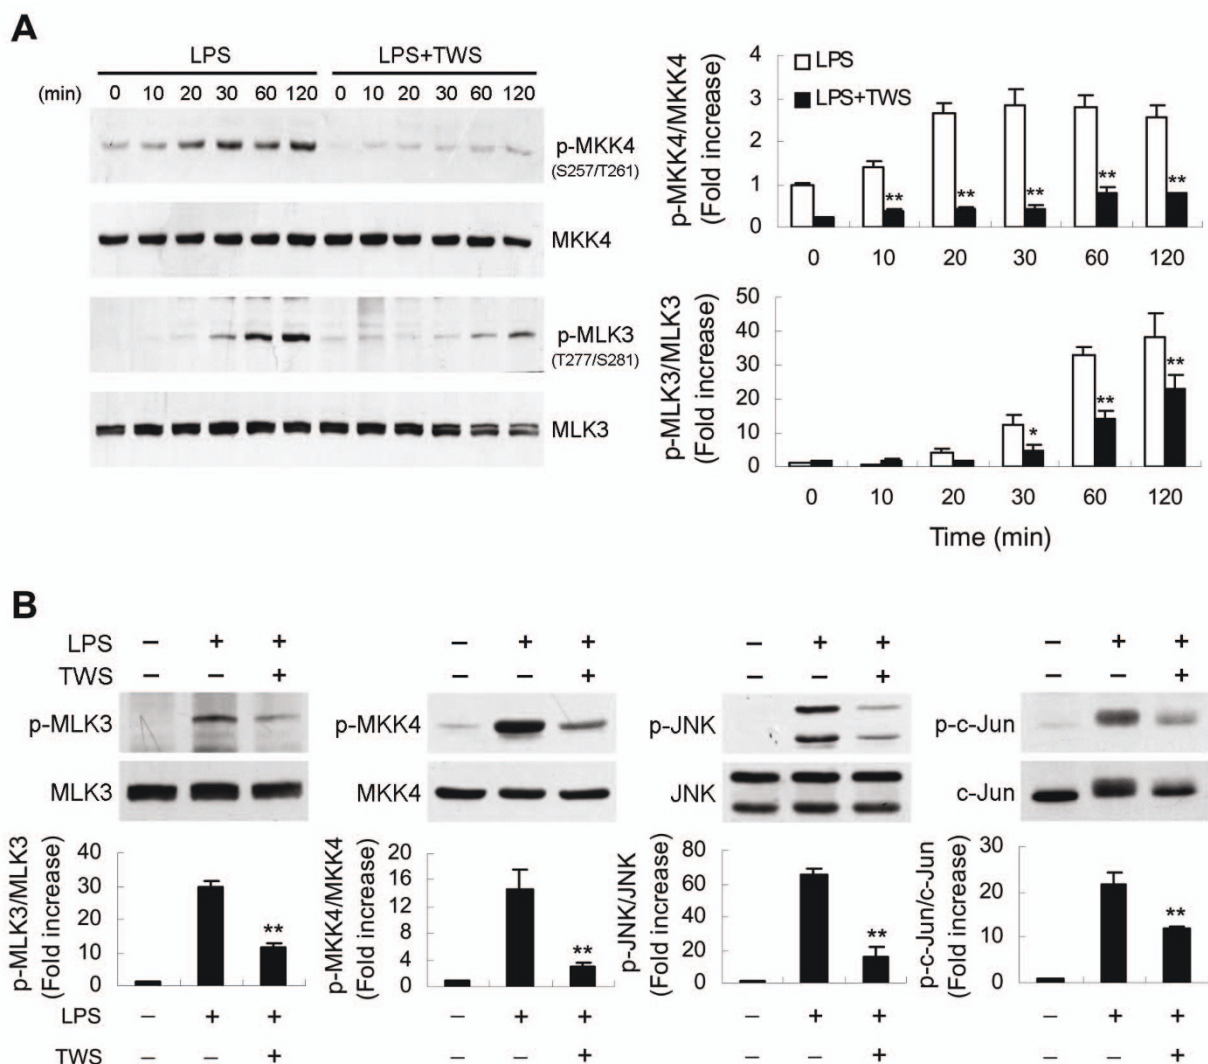 A
LPS LPS+TWS
(min) 0 10 20 30 60 120 0 10 20 30 60 120
p-MKK4
(S257/T261)
MKK4
p-MLK3
(T277/S281)
MLK3
p-MKK4/MKK4
(Fold increase)
4
3
2
1
0
LPS
LPS+TWS
** ** ** ** **
0 10 20 30 60 120
p-MLK3/MLK3
(Fold increase)
50
40
30
20
10
0
* ** **
0 10 20 30 60 120
Time (min)
B
LPS – + +
TWS – – +
p-MLK3
MLK3
p-MLK3/MLK3
(Fold increase)
40
30
20
10
0
**
LPS – + +
TWS – – +
– + +
– – +
p-MKK4
MKK4
p-MKK4/MKK4
(Fold increase)
20
16
12
8
4
0
**
– + +
– – +
– + +
– – +
p-JNK
JNK
p-JNK/JNK
(Fold increase)
80
60
40
20
0
**
– + +
– – +
– + +
– – +
p-c-Jun
c-Jun
p-c-Jun/c-Jun
(Fold increase)
30
20
10
0
**
– + +
– – +